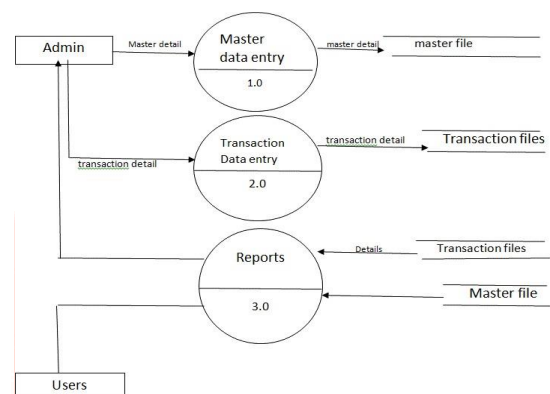 Admin
Master detail
Master
data entry
1.0
master detail
master file
transaction detail
Transaction
Data entry
2.0
transaction detail
Transaction files
Reports
3.0
Details
Transaction files
Master file
Users